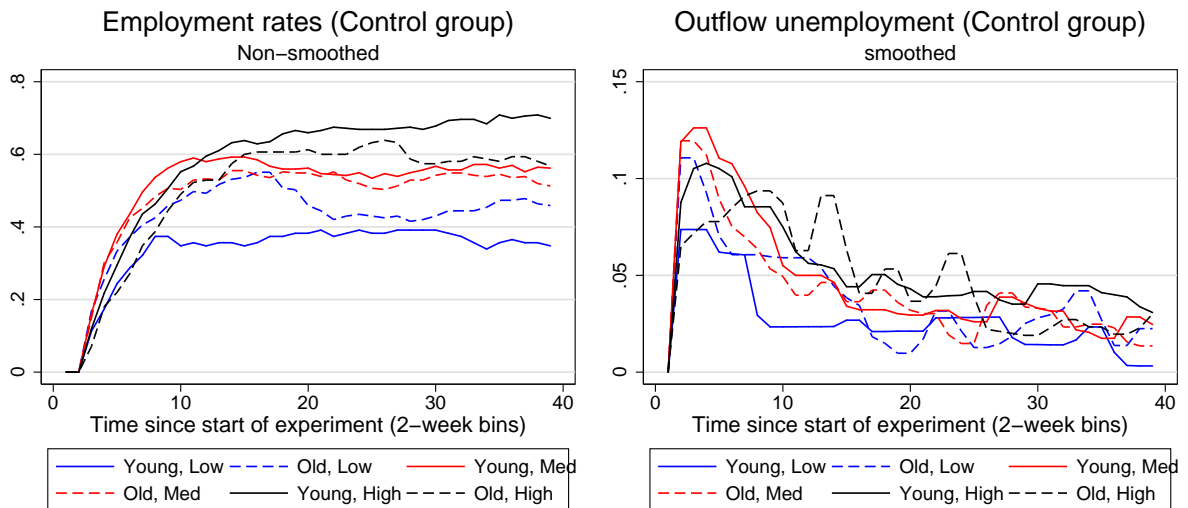 Employment rates (Control group)
Non−smoothed
.8
.6
.4
.2
0
0 10 20 30 40
Time since start of experiment (2−week bins)
Young, Low Old, Low Young, Med
Old, Med Young, High Old, High
Outflow unemployment (Control group)
smoothed
.15
.1
.05
0
0 10 20 30 40
Time since start of experiment (2−week bins)
Young, Low Old, Low Young, Med
Old, Med Young, High Old, High